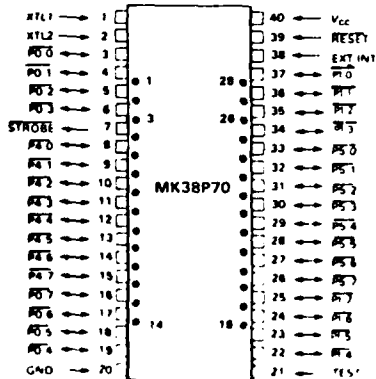 XTL1 1 40 Vcc
XTL2 2 39 RESET
P0.0 3 38 EXT INT
P0.1 4 1 28 37 P1.0
P0.2 5 36 P1.1
P0.3 6 3 26 35 P1.2
STROBE 7 34 P1.3
P4.0 8 33 P5.0
P4.1 9 32 P5.1
P4.2 10 MK38P70 31 P5.2
P4.3 11 30 P5.3
P4.4 12 29 P5.4
P4.5 13 28 P5.5
P4.6 14 27 P5.6
P4.7 15 26 P5.7
P0.7 16 25 P1.7
P0.6 17 24 P1.6
P0.5 18 14 23 P1.5
P0.4 19 22 P1.4
GND 20 21 TEST